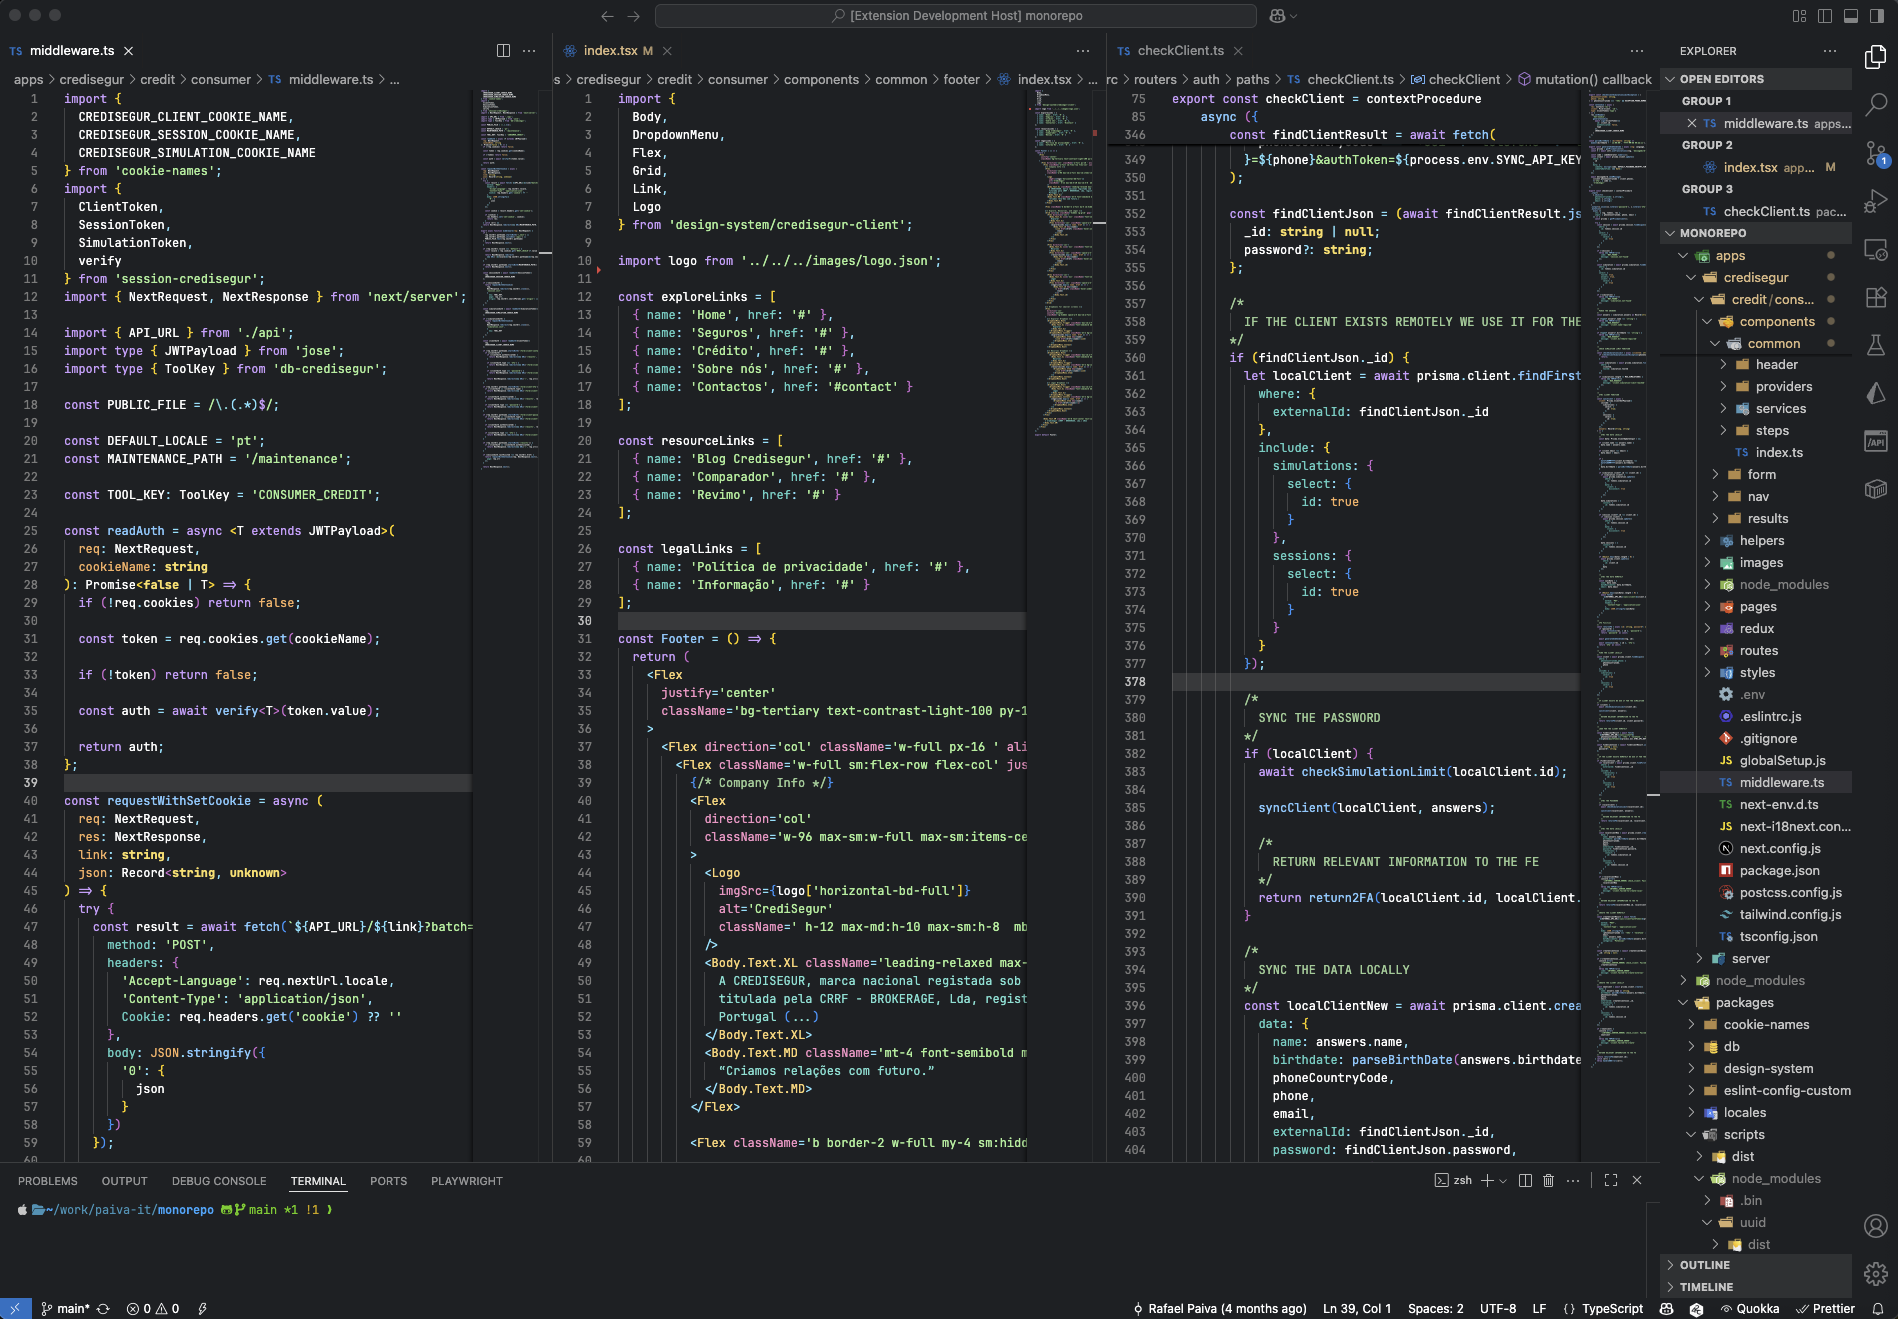 [Extension Development Host] monorepo
TS middleware.ts
apps > credisegur > credit > consumer > TS middleware.ts > ...
1 import {
2 CREDISEGUR_CLIENT_COOKIE_NAME,
3 CREDISEGUR_SESSION_COOKIE_NAME,
4 CREDISEGUR_SIMULATION_COOKIE_NAME
5 } from 'cookie-names';
6 import {
7 ClientToken,
8 SessionToken,
9 SimulationToken,
10 verify
11 } from 'session-credisegur';
12 import { NextRequest, NextResponse } from 'next/server';
13
14 import { API_URL } from './api';
15 import type { JWTPayload } from 'jose';
16 import type { ToolKey } from 'db-credisegur';
17
18 const PUBLIC_FILE = /\.(.*)$/;
19
20 const DEFAULT_LOCALE = 'pt';
21 const MAINTENANCE_PATH = '/maintenance';
22
23 const TOOL_KEY: ToolKey = 'CONSUMER_CREDIT';
24
25 const readAuth = async <T extends JWTPayload>(
26 req: NextRequest,
27 cookieName: string
28 ): Promise<false | T> => {
29 if (!req.cookies) return false;
30
31 const token = req.cookies.get(cookieName);
32
33 if (!token) return false;
34
35 const auth = await verify<T>(token.value);
36
37 return auth;
38 };
39
40 const requestWithSetCookie = async (
41 req: NextRequest,
42 res: NextResponse,
43 link: string,
44 json: Record<string, unknown>
45 ) => {
46 try {
47 const result = await fetch(`${API_URL}/${link}?batch=
48 method: 'POST',
49 headers: {
50 'Accept-Language': req.nextUrl.locale,
51 'Content-Type': 'application/json',
52 Cookie: req.headers.get('cookie') ?? ''
53 },
54 body: JSON.stringify({
55 '0': {
56 json
57 }
58 })
59 });
60
index.tsx M
s > credisegur > credit > consumer > components > common > footer > index.tsx > ...
1 import {
2 Body,
3 DropdownMenu,
4 Flex,
5 Grid,
6 Link,
7 Logo
8 } from 'design-system/credisegur-client';
9
10 import logo from '../../../images/logo.json';
11
12 const exploreLinks = [
13 { name: 'Home', href: '#' },
14 { name: 'Seguros', href: '#' },
15 { name: 'Crédito', href: '#' },
16 { name: 'Sobre nós', href: '#' },
17 { name: 'Contactos', href: '#contact' }
18 ];
19
20 const resourceLinks = [
21 { name: 'Blog Credisegur', href: '#' },
22 { name: 'Comparador', href: '#' },
23 { name: 'Revimo', href: '#' }
24 ];
25
26 const legalLinks = [
27 { name: 'Política de privacidade', href: '#' },
28 { name: 'Informação', href: '#' }
29 ];
30
31 const Footer = () => {
32 return (
33 <Flex
34 justify='center'
35 className='bg-tertiary text-contrast-light-100 py-1
36 >
37 <Flex direction='col' className='w-full px-16 ' ali
38 <Flex className='w-full sm:flex-row flex-col' jus
39 {/* Company Info */}
40 <Flex
41 direction='col'
42 className='w-96 max-sm:w-full max-sm:items-ce
43 >
44 <Logo
45 imgSrc={logo['horizontal-bd-full']}
46 alt='CrediSegur'
47 className=' h-12 max-md:h-10 max-sm:h-8 mb
48 />
49 <Body.Text.XL className='leading-relaxed max-
50 A CREDISEGUR, marca nacional registada sob
51 titulada pela CRRF - BROKERAGE, Lda, regist
52 Portugal (...)
53 </Body.Text.XL>
54 <Body.Text.MD className='mt-4 font-semibold m
55 “Criamos relações com futuro.”
56 </Body.Text.MD>
57 </Flex>
58
59 <Flex className='b border-2 w-full my-4 sm:hidd
60
TS checkClient.ts
rc > routers > auth > paths > TS checkClient.ts > checkClient > mutation() callback
75 export const checkClient = contextProcedure
85 async ({
346 const findClientResult = await fetch(
349 }=${phone}&authToken=${process.env.SYNC_API_KEY
350 );
351
352 const findClientJson = (await findClientResult.js
353 _id: string | null;
354 password?: string;
355 };
356
357 /*
358 IF THE CLIENT EXISTS REMOTELY WE USE IT FOR THE
359 */
360 if (findClientJson._id) {
361 let localClient = await prisma.client.findFirst
362 where: {
363 externalId: findClientJson._id
364 },
365 include: {
366 simulations: {
367 select: {
368 id: true
369 }
370 },
371 sessions: {
372 select: {
373 id: true
374 }
375 }
376 }
377 });
378
379 /*
380 SYNC THE PASSWORD
381 */
382 if (localClient) {
383 await checkSimulationLimit(localClient.id);
384
385 syncClient(localClient, answers);
386
387 /*
388 RETURN RELEVANT INFORMATION TO THE FE
389 */
390 return return2FA(localClient.id, localClient.
391 }
392
393 /*
394 SYNC THE DATA LOCALLY
395 */
396 const localClientNew = await prisma.client.crea
397 data: {
398 name: answers.name,
399 birthdate: parseBirthDate(answers.birthdate
400 phoneCountryCode,
401 phone,
402 email,
403 externalId: findClientJson._id,
404 password: findClientJson.password,
EXPLORER
OPEN EDITORS
GROUP 1
TS middleware.ts apps...
GROUP 2
index.tsx app... M
GROUP 3
TS checkClient.ts pac...
MONOREPO
apps
credisegur
credit/cons...
components
common
header
providers
services
steps
TS index.ts
form
nav
results
helpers
images
node_modules
pages
redux
routes
styles
.env
.eslintrc.js
.gitignore
JS globalSetup.js
TS middleware.ts
TS next-env.d.ts
JS next-i18next.con...
next.config.js
package.json
postcss.config.js
tailwind.config.js
TS tsconfig.json
server
node_modules
packages
cookie-names
db
design-system
eslint-config-custom
locales
scripts
dist
node_modules
.bin
uuid
dist
OUTLINE
TIMELINE
1
/API
PROBLEMS OUTPUT DEBUG CONSOLE TERMINAL PORTS PLAYWRIGHT
zsh
~/work/paiva-it/monorepo main *1 !1
main* 0 0
Rafael Paiva (4 months ago) Ln 39, Col 1 Spaces: 2 UTF-8 LF {} TypeScript Quokka Prettier